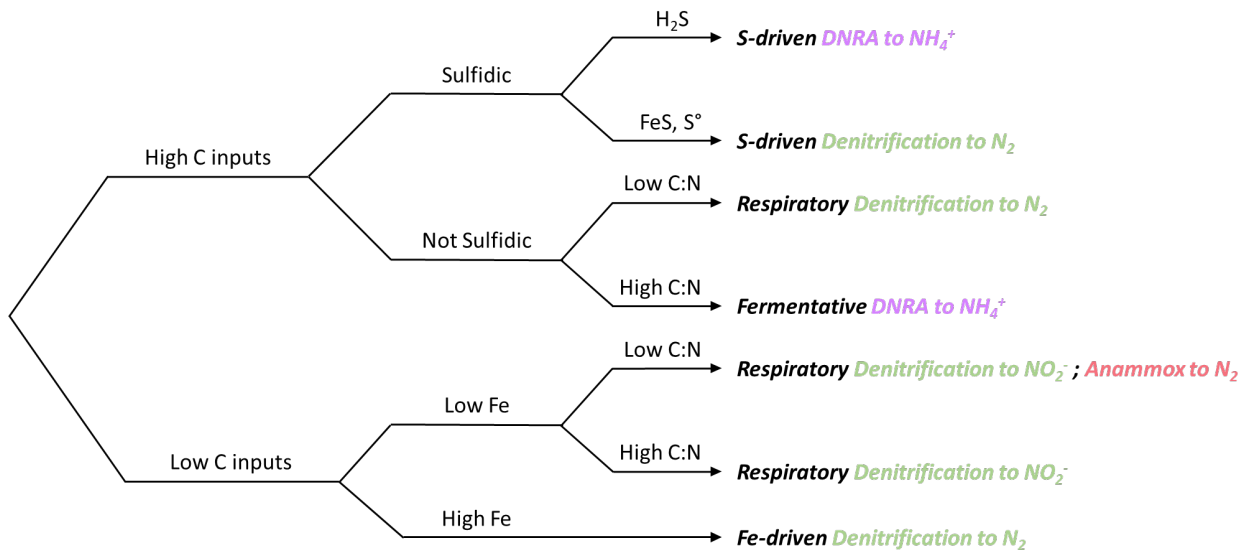 H₂S
S-driven DNRA to NH₄⁺
Sulfidic
FeS, S°
S-driven Denitrification to N₂
High C inputs
Low C:N
Respiratory Denitrification to N₂
Not Sulfidic
High C:N
Fermentative DNRA to NH₄⁺
Low C:N
Respiratory Denitrification to NO₂⁻ ; Anammox to N₂
Low Fe
Low C inputs
High C:N
Respiratory Denitrification to NO₂⁻
High Fe
Fe-driven Denitrification to N₂